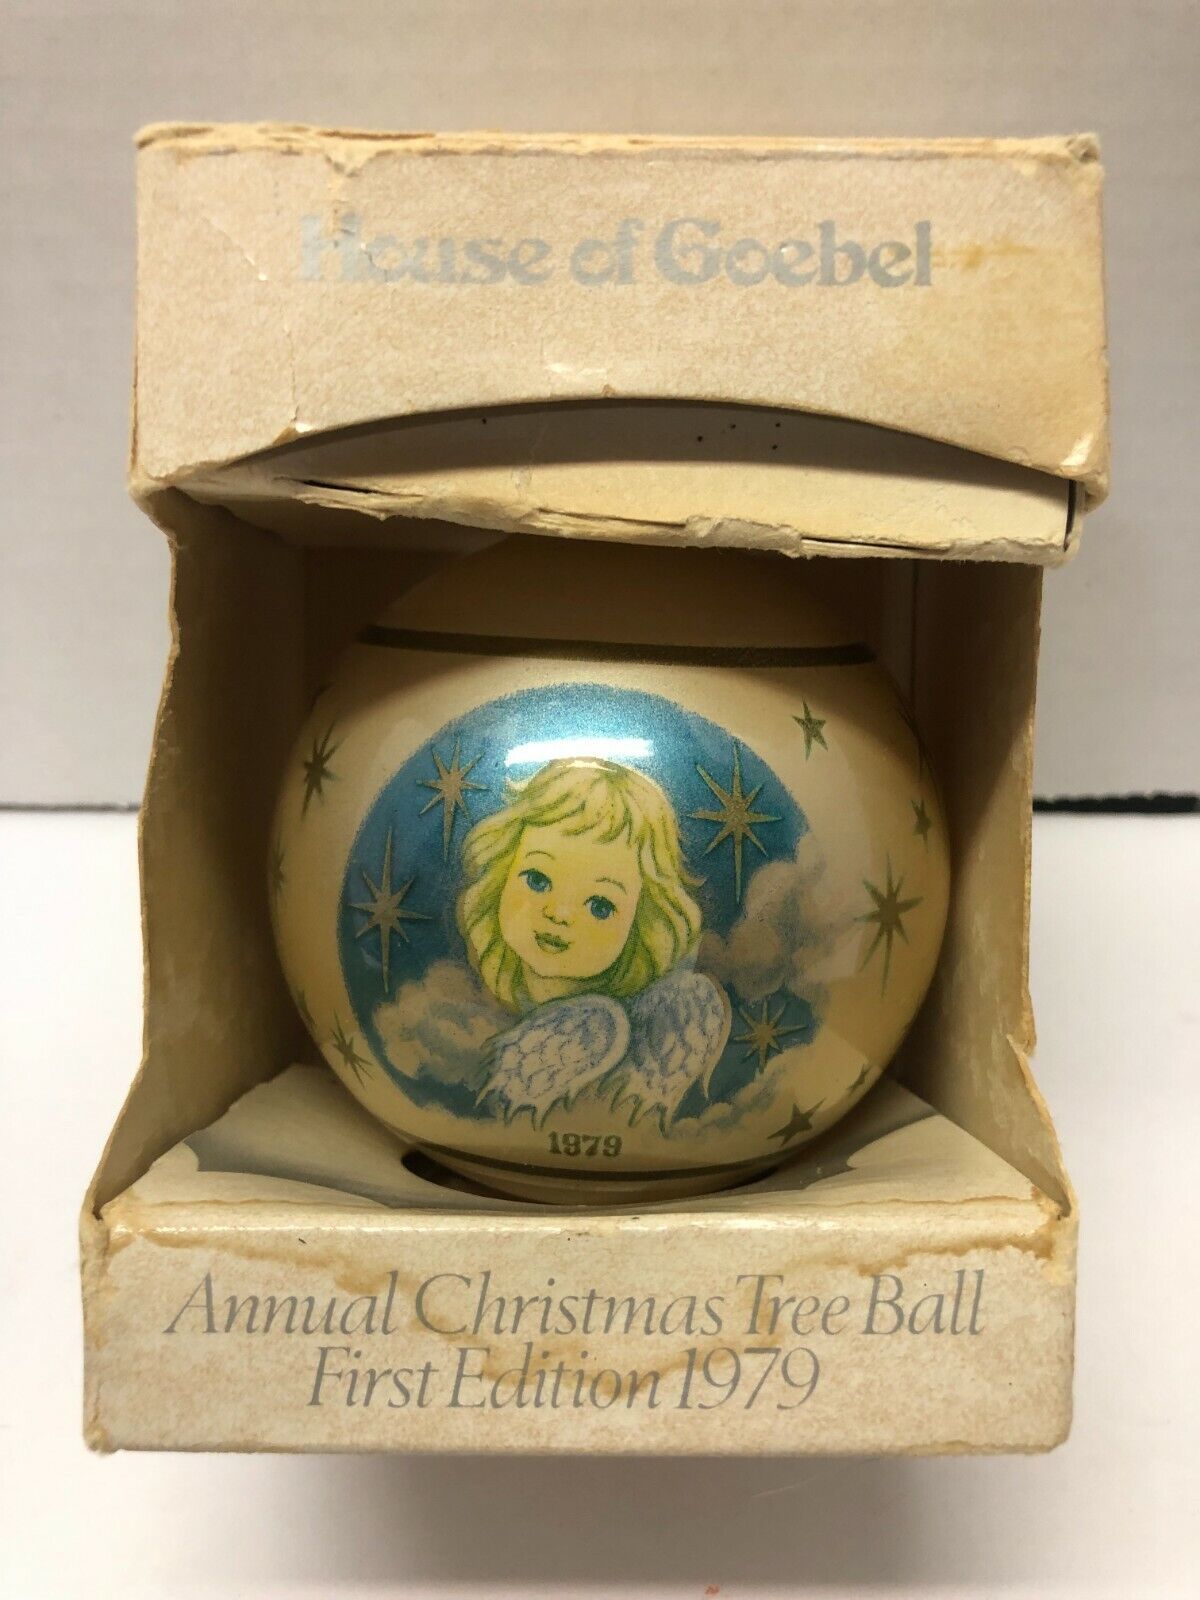 House of Goebel
1979
Annual Christmas Tree Ball
First Edition 1979